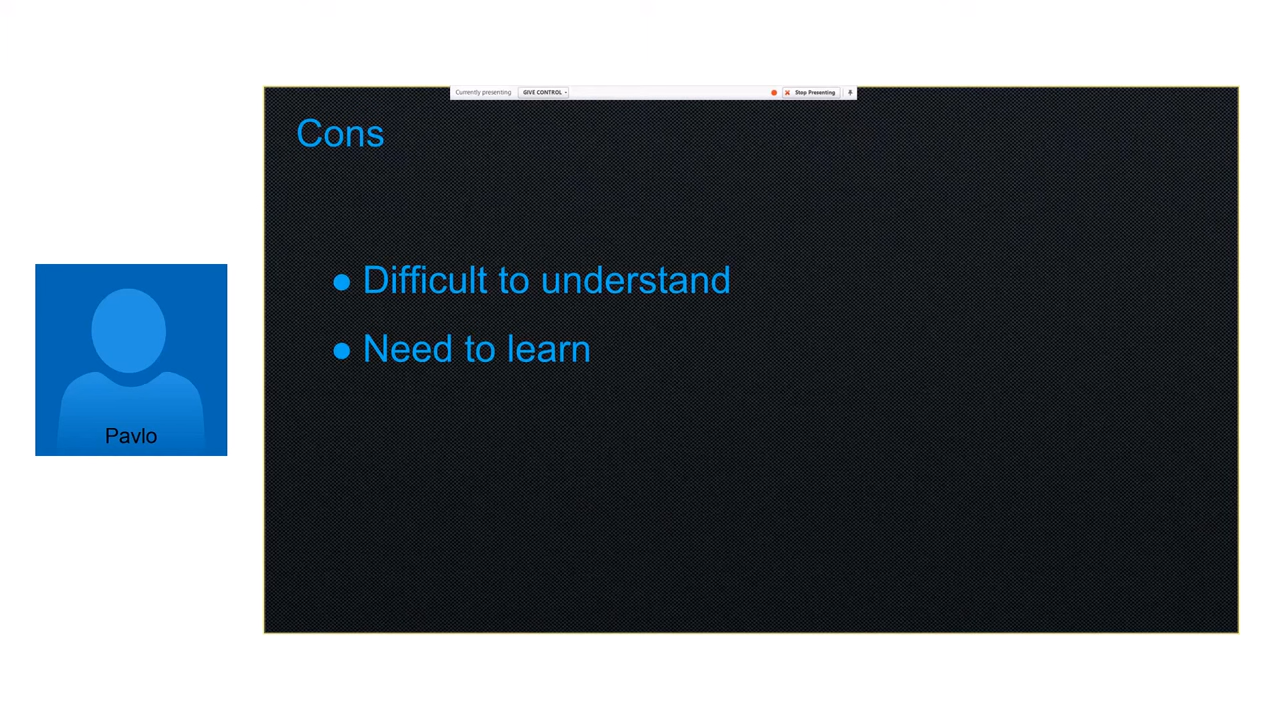 Currently presenting GIVE CONTROL Stop Presenting
Cons
● Difficult to understand
● Need to learn
Pavlo